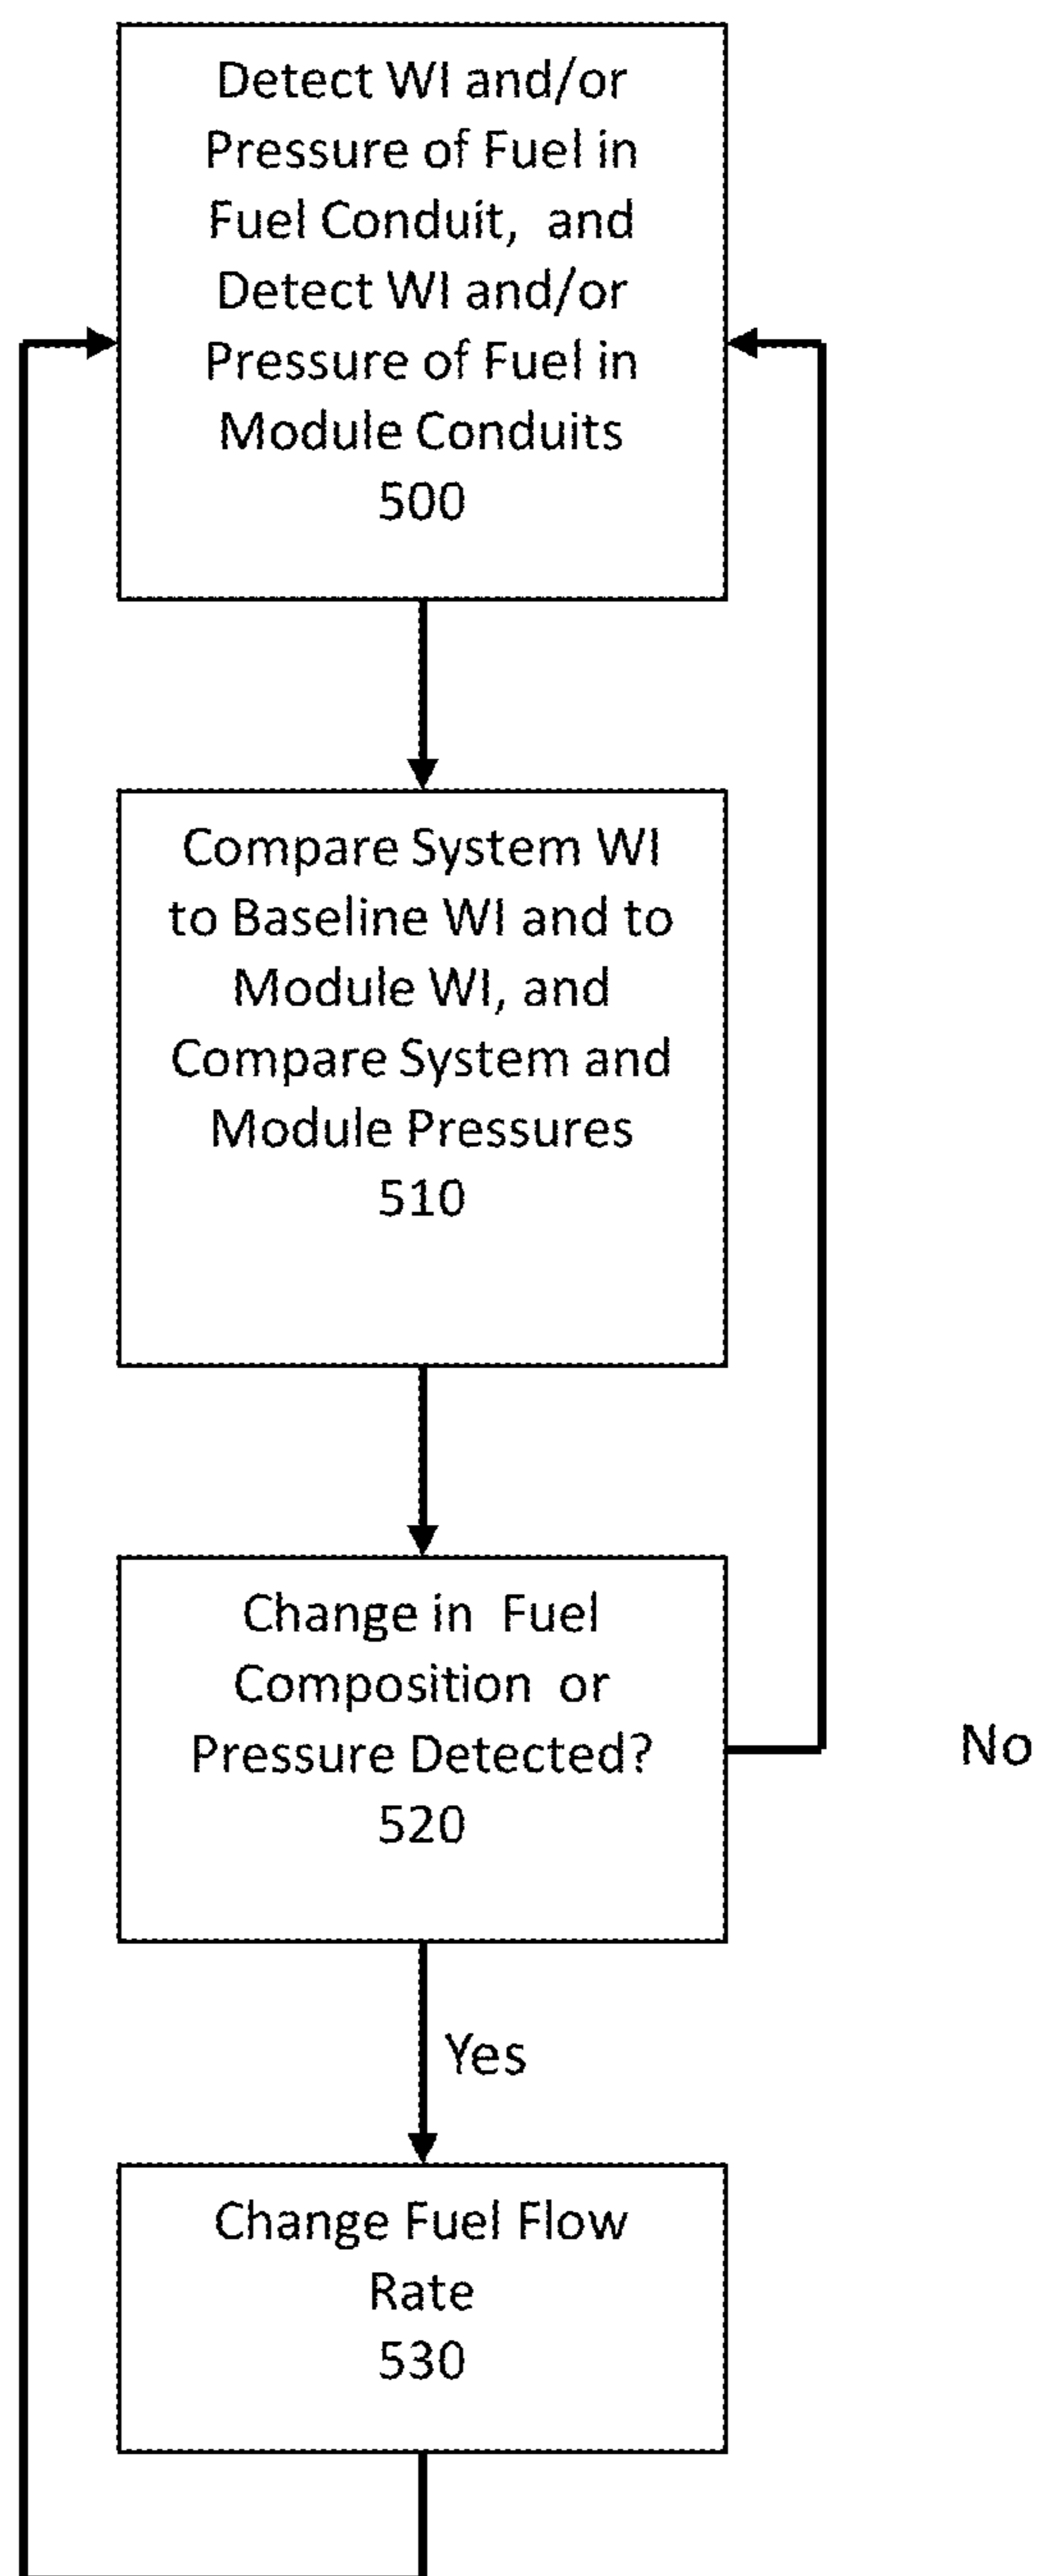 Detect WI and/or
Pressure of Fuel in
Fuel Conduit, and
Detect WI and/or
Pressure of Fuel in
Module Conduits
500
Compare System WI
to Baseline WI and to
Module WI, and
Compare System and
Module Pressures
510
Change in Fuel
Composition or
Pressure Detected?
520
No
Yes
Change Fuel Flow
Rate
530